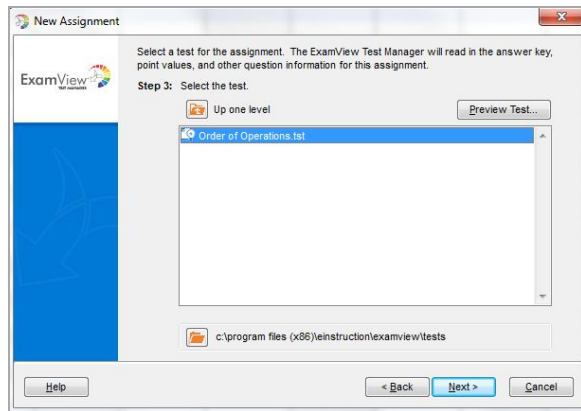 New Assignment
Select a test for the assignment. The ExamView Test Manager will read in the answer key,
point values, and other question information for this assignment.
ExamView
TEST MANAGER
Step 3: Select the test.
Up one level
Preview Test...
Order of Operations.tst
c:\program files (x86)\einstruction\examview\tests
Help
< Back
Next >
Cancel